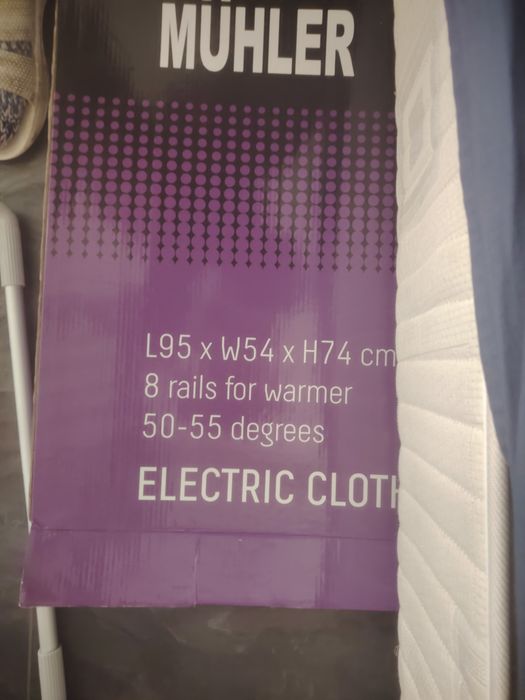 MÜHLER
L95 x W54 x H74 cm
8 rails for warmer
50-55 degrees
ELECTRIC CLOTH